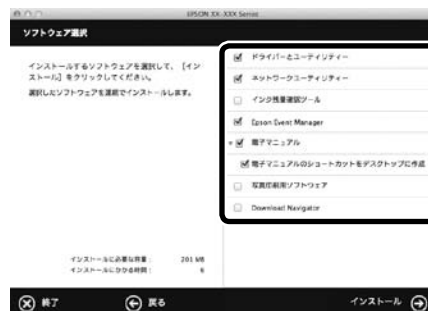 EPSON XX-XXX Series
ソフトウェア選択
インストールするソフトウェアを選択して、[イン
ストール]をクリックしてください。
選択したソフトウェアを連続でインストールします。
ドライバーとユーティリティー
ネットワークユーティリティー
インク残量確認ツール
Epson Event Manager
電子マニュアル
電子マニュアルのショートカットをデスクトップに作成
写真印刷用ソフトウェア
Download Navigator
インストールに必要な容量： 201 MB
インストールにかかる時間： 6
終了
戻る
インストール